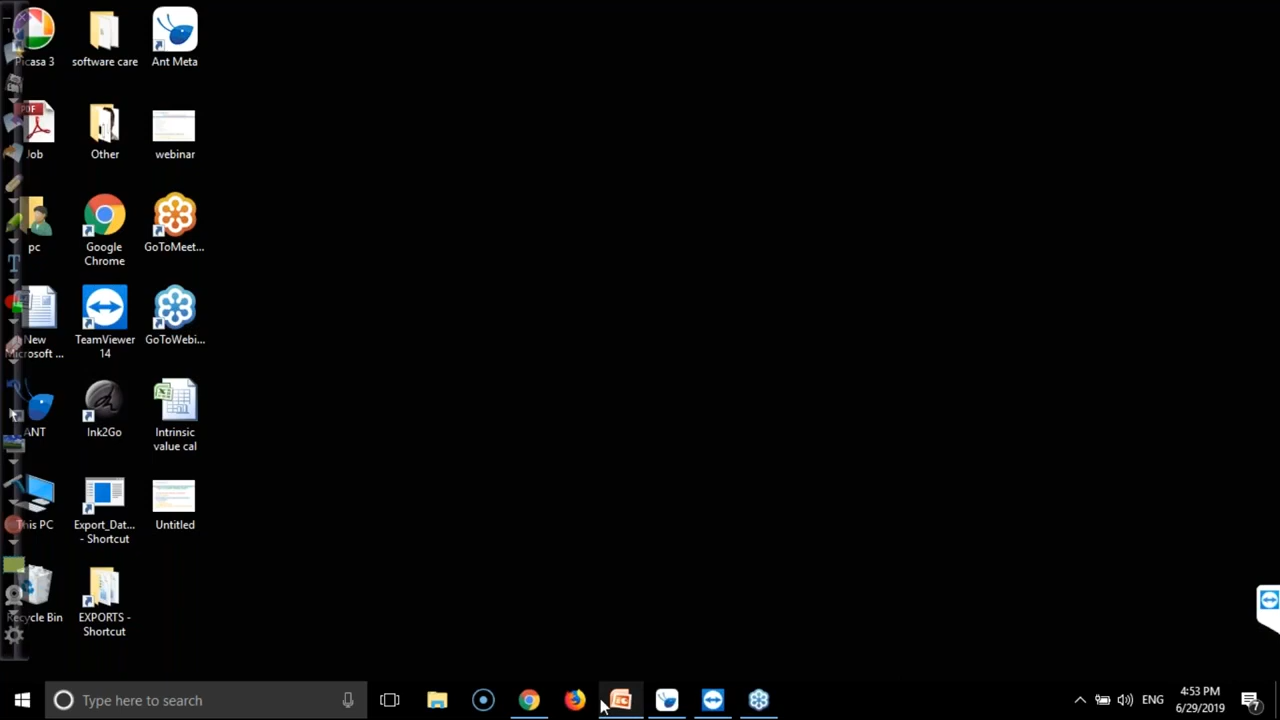 Picasa 3
software care
Ant Meta
PDF
Job
Other
webinar
pc
Google
Chrome
GoToMeet...
T
New
Microsoft ...
TeamViewer
14
GoToWebi...
ANT
Ink2Go
Intrinsic
value cal
This PC
Export_Dat...
- Shortcut
Untitled
Recycle Bin
EXPORTS -
Shortcut
Type here to search
ENG
4:53 PM
6/29/2019
7